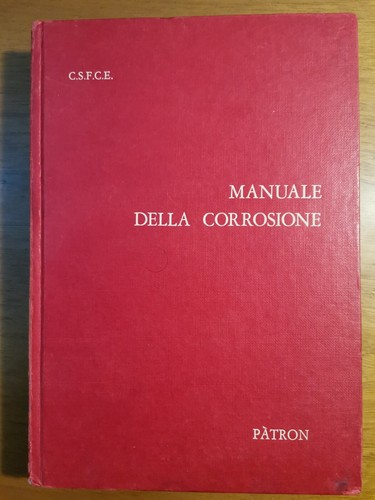 C.S.F.C.E.
MANUALE
DELLA CORROSIONE
PÀTRON